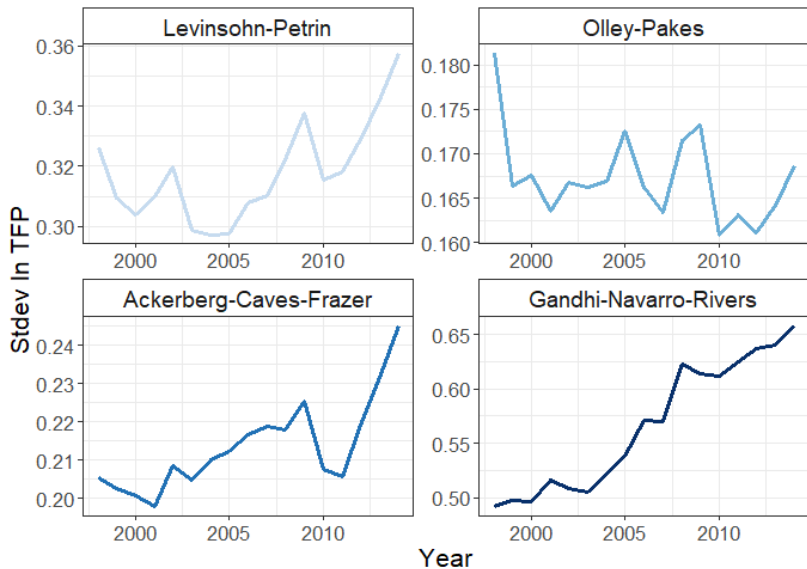 Levinsohn-Petrin
Olley-Pakes
0.36
0.34
0.32
0.30
0.180
0.175
0.170
0.165
0.160
2000 2005 2010
2000 2005 2010
Stdev ln TFP
Ackerberg-Caves-Frazer
Gandhi-Navarro-Rivers
0.24
0.23
0.22
0.21
0.20
0.65
0.60
0.55
0.50
2000 2005 2010
2000 2005 2010
Year